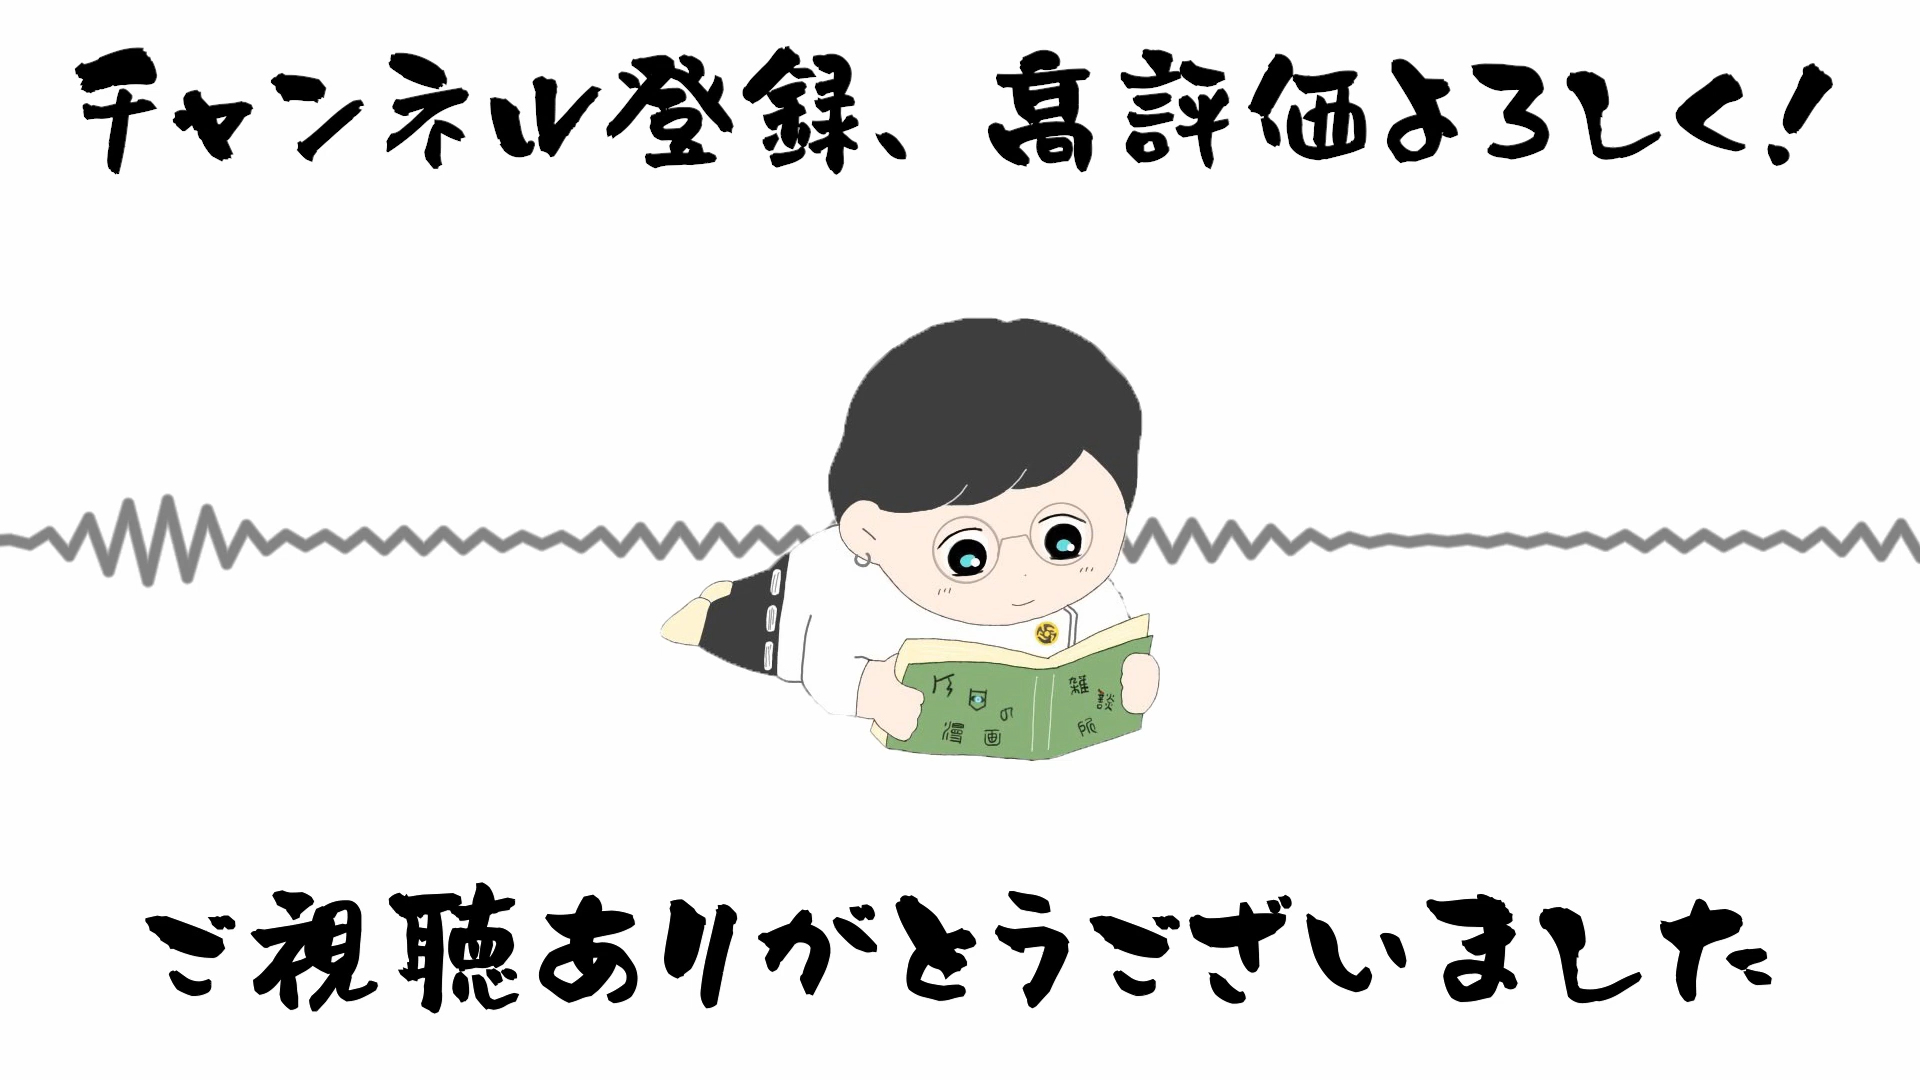 チャンネル登録、高評価よろしく!
の
漫画
雑談所
ご視聴ありがとうございました